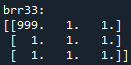 brr33:
[[999.   1.   1.]
 [  1.   1.   1.]
 [  1.   1.   1.]]